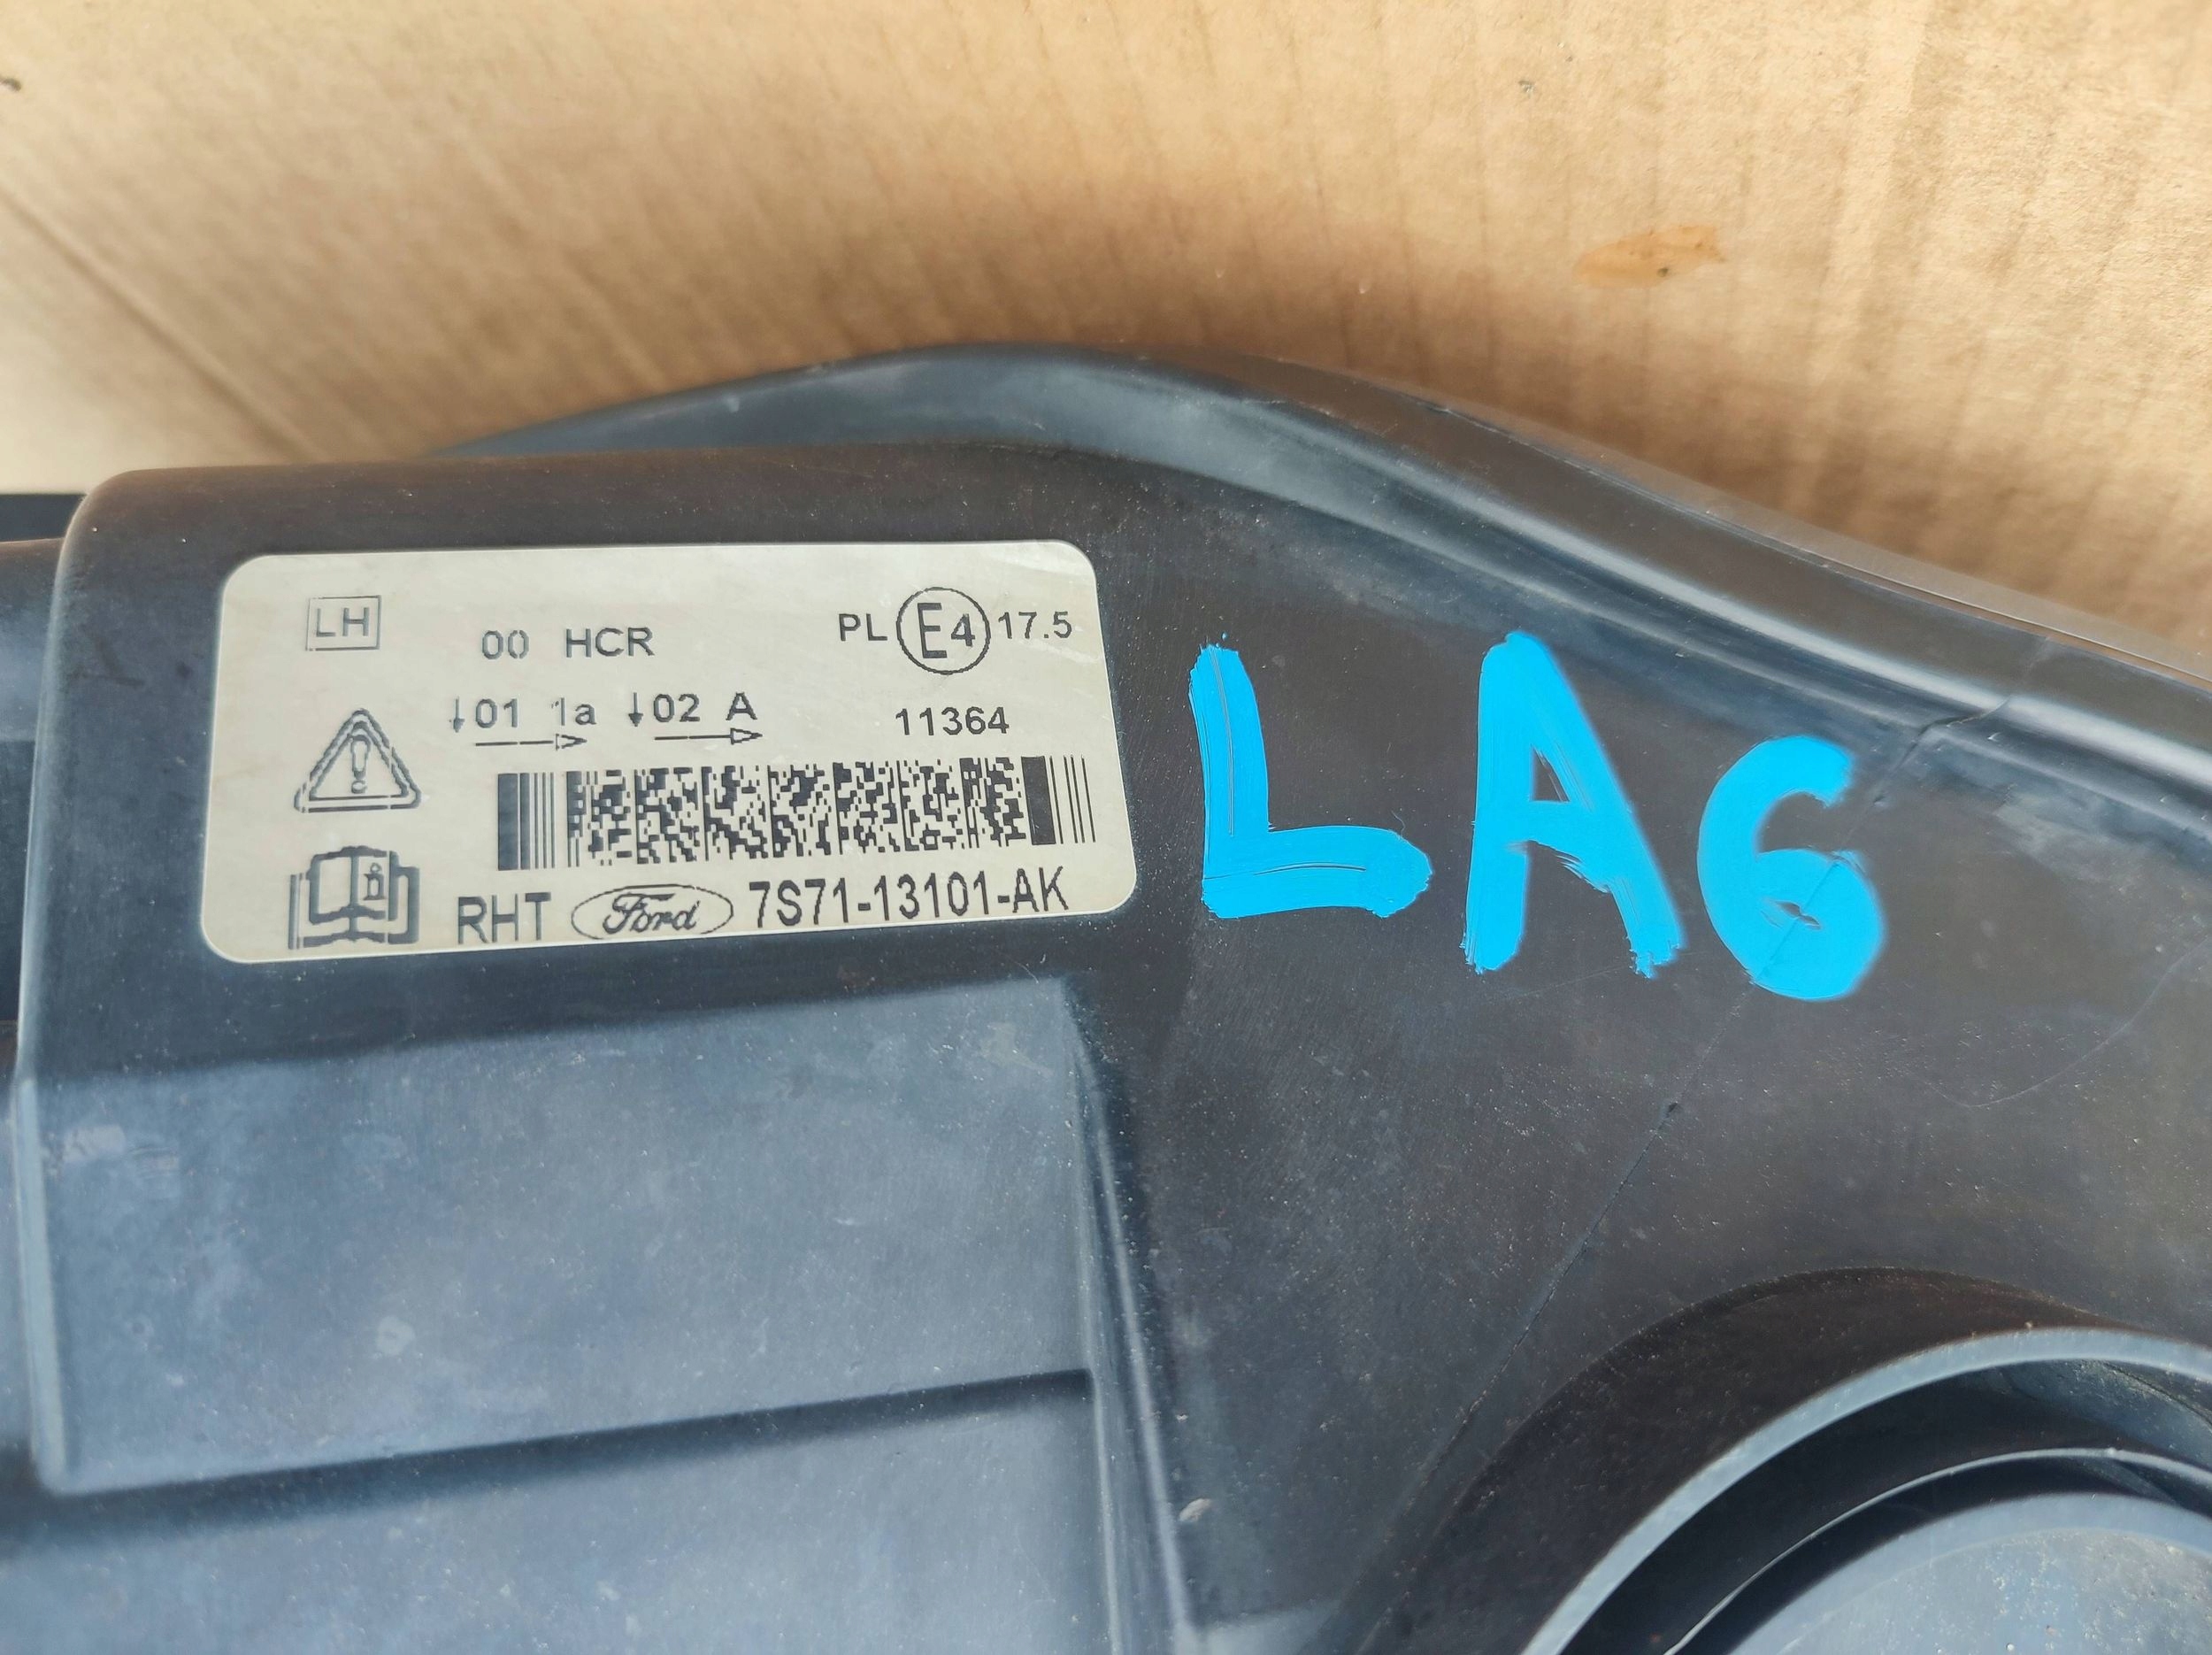 LH
00 HCR
PL E4 17.5
↓01 1a ↓02 A
11364
RHT Ford 7S71-13101-AK
LA6